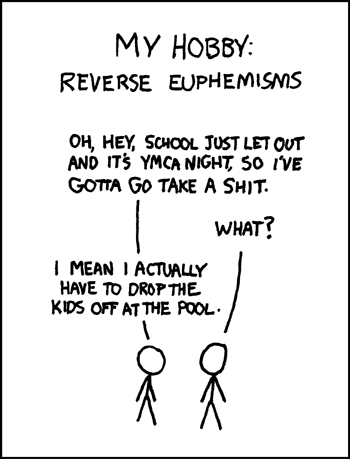 MY HOBBY:
REVERSE EUPHEMISMS
OH, HEY, SCHOOL JUST LET OUT
AND IT'S YMCA NIGHT, SO I'VE
GOTTA GO TAKE A SHIT.
WHAT?
I MEAN I ACTUALLY
HAVE TO DROP THE
KIDS OFF AT THE POOL.